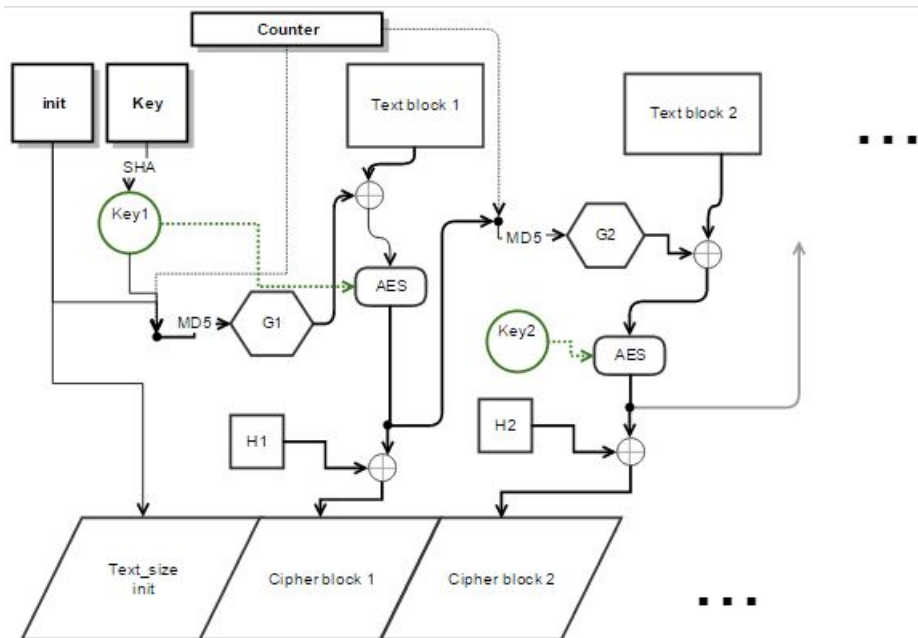 Counter
init
Key
Text block 1
Text block 2
SHA
Key1
MD5
G2
AES
MD5
G1
Key2
AES
H1
H2
Text_size
init
Cipher block 1
Cipher block 2